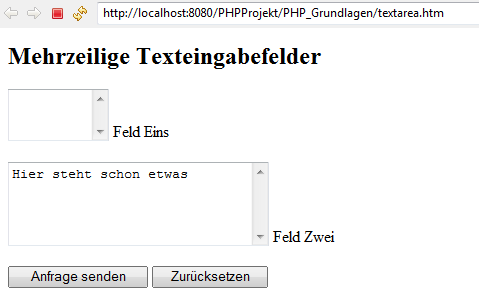 http://localhost:8080/PHPProjekt/PHP_Grundlagen/textarea.htm
Mehrzeilige Texteingabefelder
Feld Eins
Hier steht schon etwas
Feld Zwei
Anfrage senden Zurücksetzen